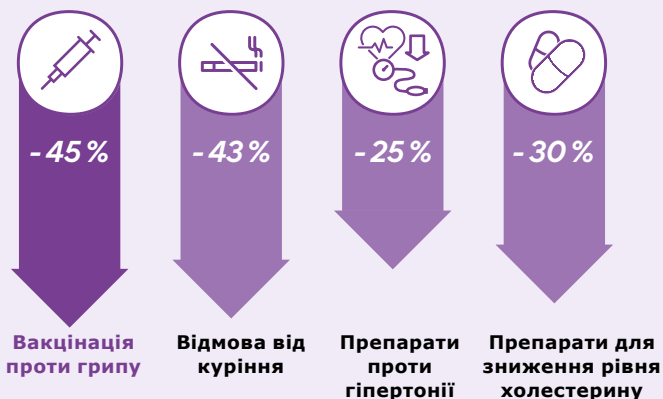 - 45 %
- 43 %
- 25 %
- 30 %
Вакцінація
проти грипу
Відмова від
куріння
Препарати
проти
гіпертонії
Препарати для
зниження рівня
холестерину